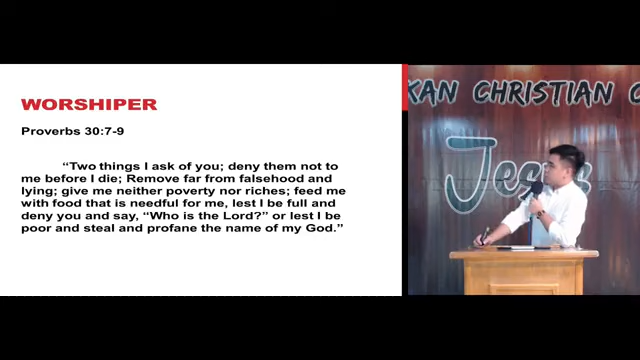 WORSHIPER
Proverbs 30:7-9
“Two things I ask of you; deny them not to
me before I die; Remove far from falsehood and
lying; give me neither poverty nor riches; feed me
with food that is needful for me, lest I be full and
deny you and say, “Who is the Lord?” or lest I be
poor and steal and profane the name of my God.”
KAN CHRISTIAN C
Jesus